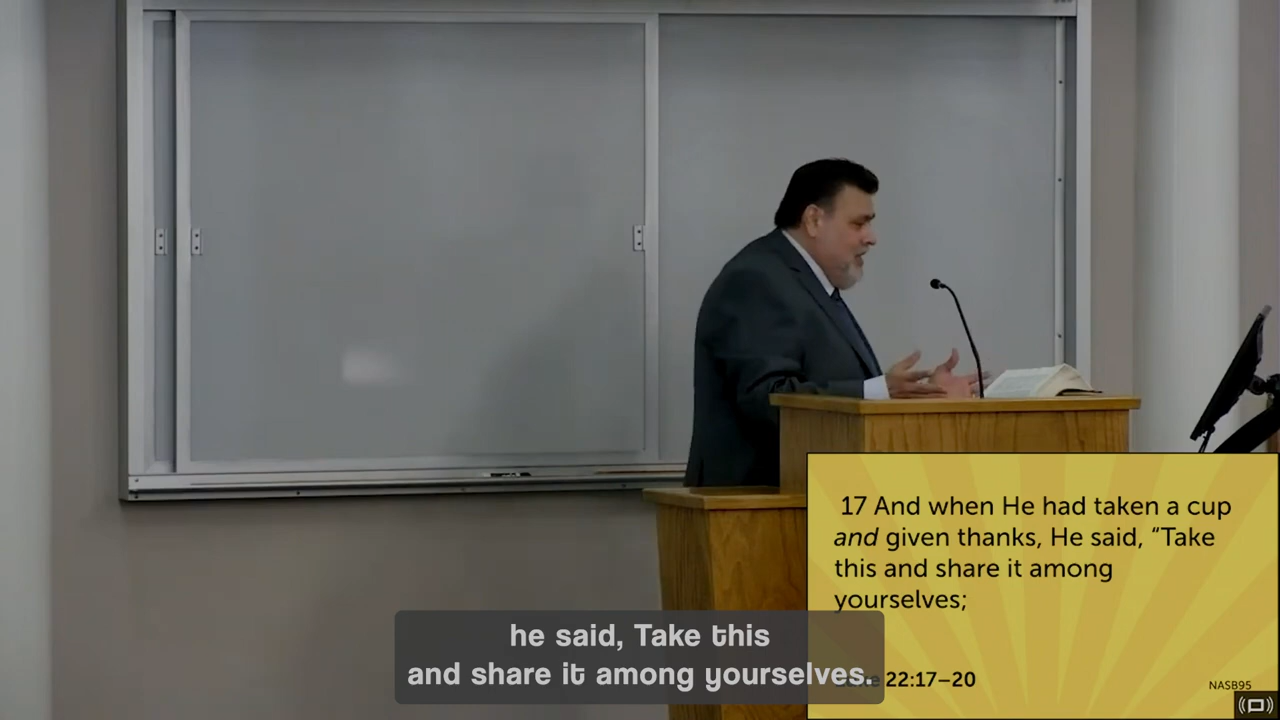 17 And when He had taken a cup
and given thanks, He said, “Take
this and share it among
yourselves;
22:17–20
NASB95
he said, Take this
and share it among yourselves.